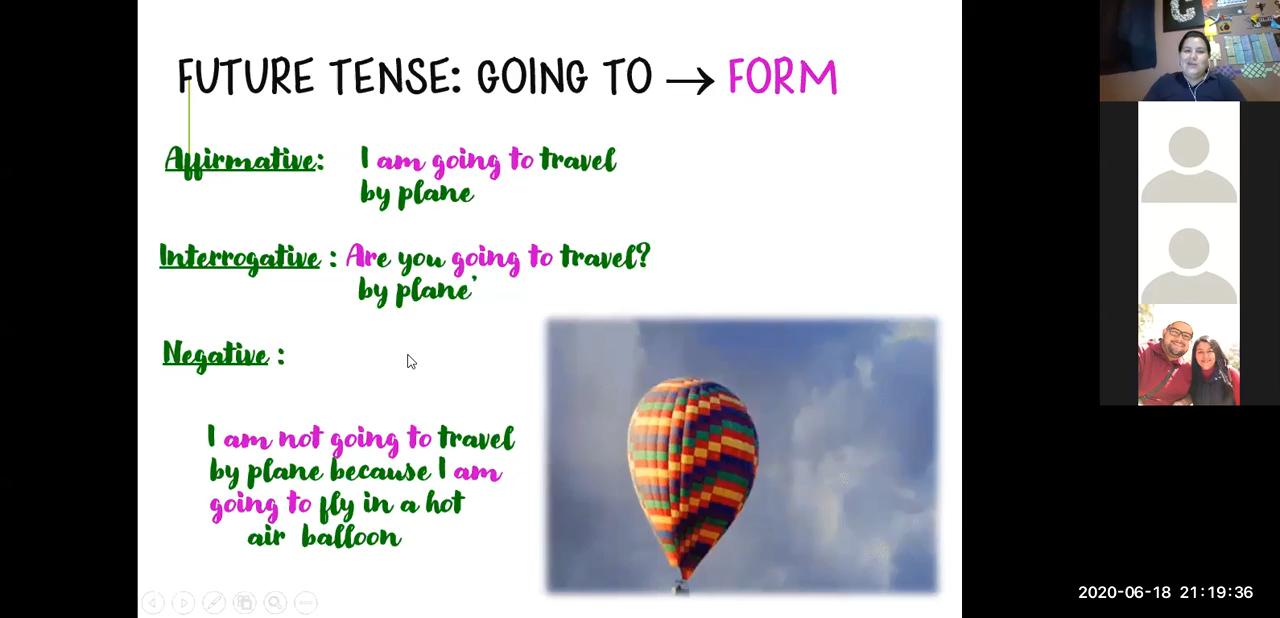 FUTURE TENSE: GOING TO → FORM
Affirmative: I am going to travel
by plane
Interrogative : Are you going to travel?
by plane'
Negative :
I am not going to travel
by plane because I am
going to fly in a hot
air balloon
2020-06-18 21:19:36